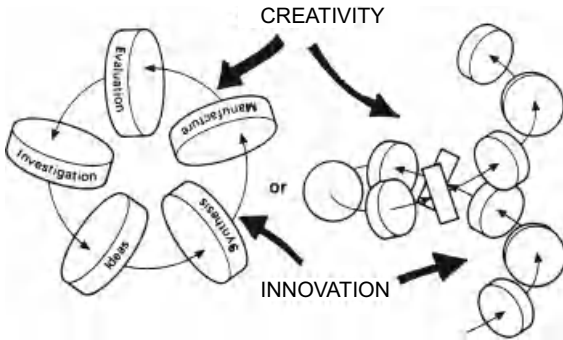 CREATIVITY
Evaluation
Manufacture
Investigation
or
Synthesis
Ideas
INNOVATION